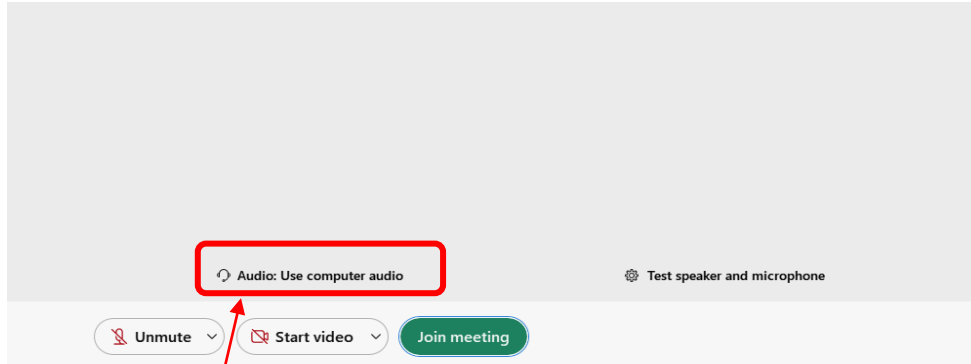 Audio: Use computer audio
Test speaker and microphone
Unmute
Start video
Join meeting